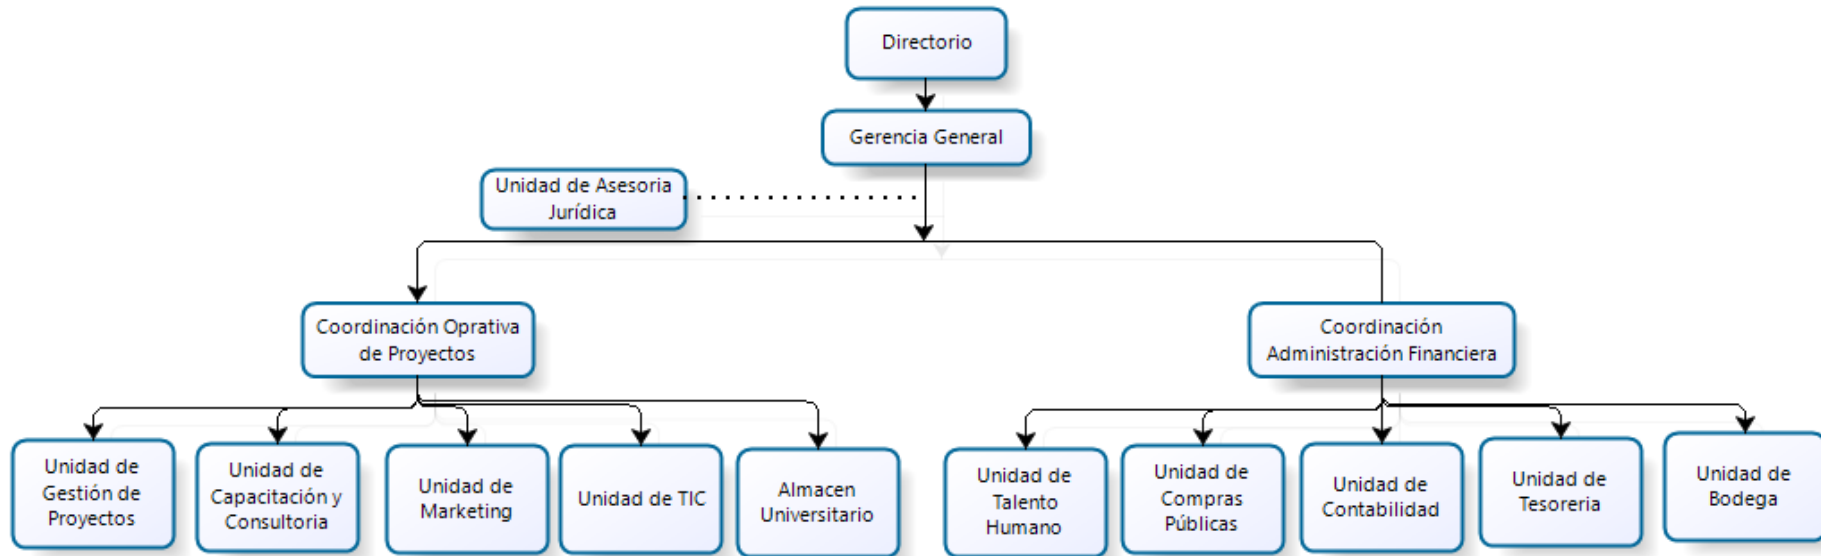 Directorio
Gerencia General
Unidad de Asesoria
Jurídica
Coordinación Oprativa
de Proyectos
Coordinación
Administración Financiera
Unidad de
Gestión de
Proyectos
Unidad de
Capacitación y
Consultoria
Unidad de
Marketing
Unidad de TIC
Almacen
Universitario
Unidad de
Talento
Humano
Unidad de
Compras
Públicas
Unidad de
Contabilidad
Unidad de
Tesoreria
Unidad de
Bodega